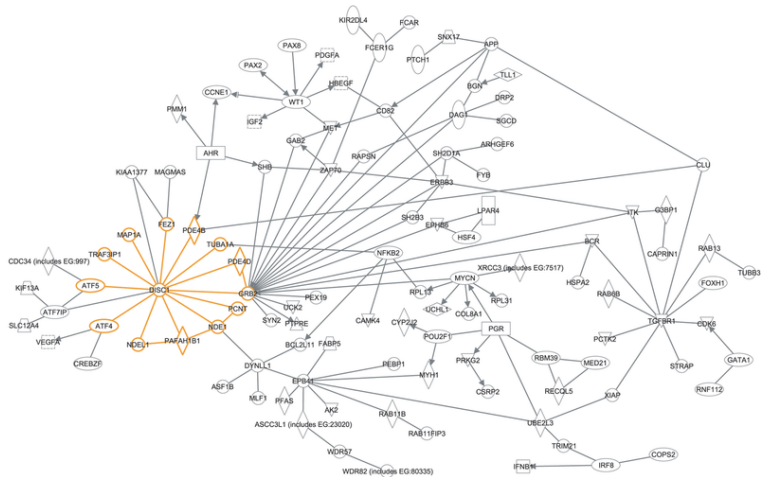 KIR2DL4
FCAR
FCER1G
SNX17
PTCH1
APP
PAX8
PDGFA
PAX2
TLL1
BGN
HBEGF
CCNE1
WT1
DRP2
CD82
PMM1
DAG1
IGF2
MET
SGCD
GAB2
ARHGEF6
AHR
RAPSN
SH2D1A
SHB
ZAP70
CLU
KIAA1377
MAGMAS
FYB
ERBB3
LPAR4
SH2B3
ITK
G3BP1
FEZ1
PDE4B
EPHB6
MAP1A
HSF4
TUBA1A
BCR
RAB13
TRAF3IP1
NFKB2
CAPRIN1
CDC34 (includes EG:997)
PDE4D
XRCC3 (includes EG:7517)
TUBB3
MYCN
HSPA2
FOXH1
KIF13A
ATF5
DISC1
GRB2
RPL13
RAB6B
PEX19
UCK2
RPL31
UCHL1
COL8A1
ATF7IP
PCNT
SYN2
PTPRE
CAMK4
CYP2J2
TGFBR1
CDK6
SLC12A4
ATF4
NDE1
PGR
VEGFA
POU2F1
PCTK2
NDEL1
PAFAH1B1
BCL2L11
FABP5
PRKG2
RBM39
MED21
GATA1
CREBZF
DYNLL1
PEBP1
STRAP
MYH1
EPB41
ASF1B
CSRP2
RECQL5
RNF112
MLF1
PFAS
XIAP
AK2
RAB11B
ASCC3L1 (includes EG:23020)
UBE2L3
RAB11FIP3
TRIM21
WDR57
COPS2
IFNB1
IRF8
WDR82 (includes EG:80335)